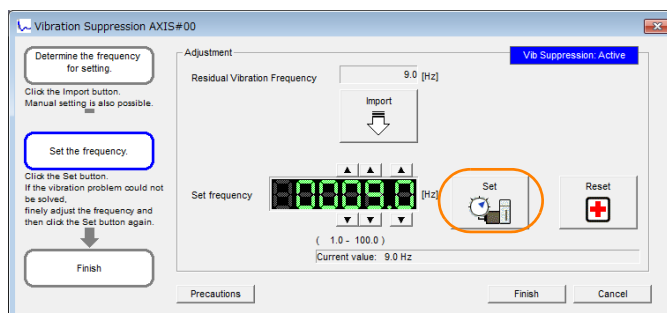 Vibration Suppression AXIS#00
Determine the frequency
for setting.
Click the Import button.
Manual setting is also possible.
Set the frequency.
Click the Set button.
If the vibration problem could not
be solved,
finely adjust the frequency and
then click the Set button again.
Finish
Adjustment
Vib Suppression: Active
Residual Vibration Frequency 9.0 [Hz]
Import
Set frequency 0009.0 [Hz]
Set
Reset
( 1.0 - 100.0 )
Current value: 9.0 Hz
Precautions
Finish
Cancel